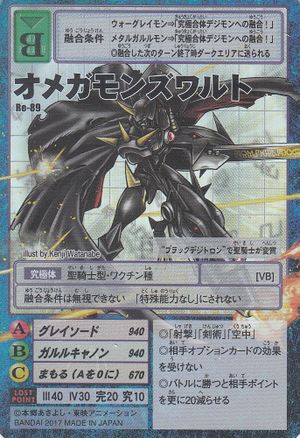 B
融合条件
ウォーグレイモン⇒「究極合体デジモンへの融合！」
メタルガルルモン⇒「究極合体デジモンへの融合！」
◎融合した次のターン終了時ダークエリアに送られる
オメガモンズワルト
Re-89
illust by Kenji Watanabe
"ブラックデジトロン"で聖騎士が変質
究極体
聖騎士型・ワクチン種
[VB]
融合条件は無視できない 「特殊能力なし」にされない
A グレイソード 940
B ガルルキャノン 940
C まもる (Aを0に) 670
○「射撃」「剣術」「空中」
○相手オプションカードの効果
を受けない
○バトルに勝つと相手ポイント
を更に20減らせる
LOST POINT
III40 IV30 完20 究10
©本郷あきよし・東映アニメーション
BANDAI 2017 MADE IN JAPAN